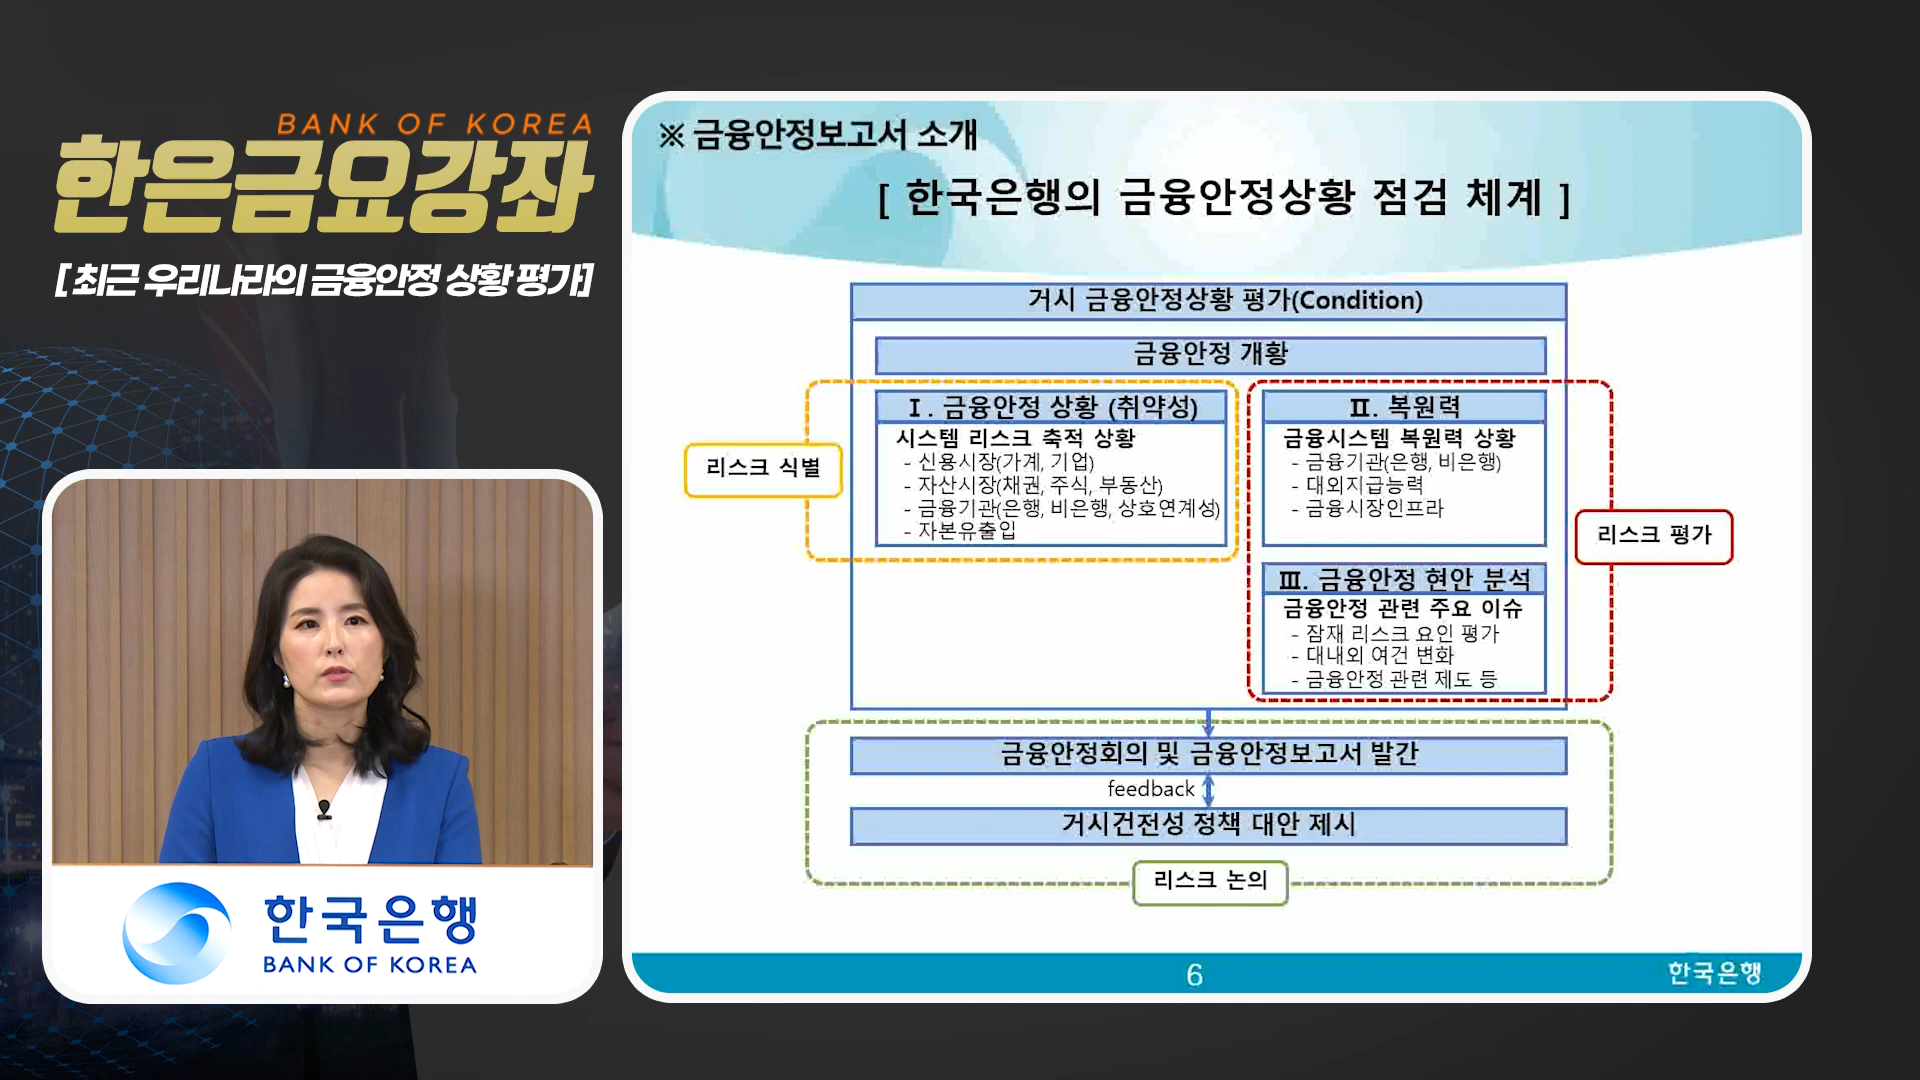 BANK OF KOREA
한은금요강좌
[ 최근 우리나라의 금융안정 상황 평가]
한국은행
BANK OF KOREA
※ 금융안정보고서 소개
[ 한국은행의 금융안정상황 점검 체계 ]
거시 금융안정상황 평가(Condition)
금융안정 개황
Ⅰ. 금융안정 상황 (취약성)
시스템 리스크 축적 상황
- 신용시장(가계, 기업)
- 자산시장(채권, 주식, 부동산)
- 금융기관(은행, 비은행, 상호연계성)
- 자본유출입
리스크 식별
Ⅱ. 복원력
금융시스템 복원력 상황
- 금융기관(은행, 비은행)
- 대외지급능력
- 금융시장인프라
리스크 평가
Ⅲ. 금융안정 현안 분석
금융안정 관련 주요 이슈
- 잠재 리스크 요인 평가
- 대내외 여건 변화
- 금융안정 관련 제도 등
금융안정회의 및 금융안정보고서 발간
feedback
거시건전성 정책 대안 제시
리스크 논의
6
한국은행